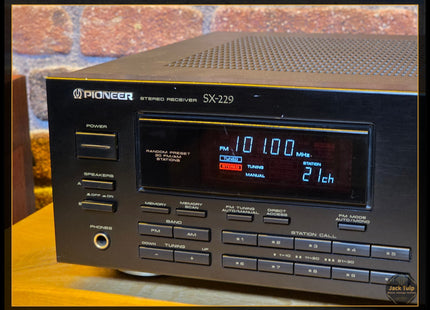 PIONEER STEREO RECEIVER SX-229
POWER
SPEAKERS
A
B
PHONES
RANDOM PRESET
30 FM/AM
STATIONS
FM 101.00 MHz
TUNED
STEREO TUNING
MANUAL
STATION
21ch
MEMORY
MEMORY
SCAN
FM TUNING
AUTO/MANUAL
DIRECT
ACCESS
FM MODE
AUTO/MONO
BAND
FM AM
DOWN TUNING UP
- +
STATION CALL
1 2 3 4 5
6 7 8 9
Jack Tulp